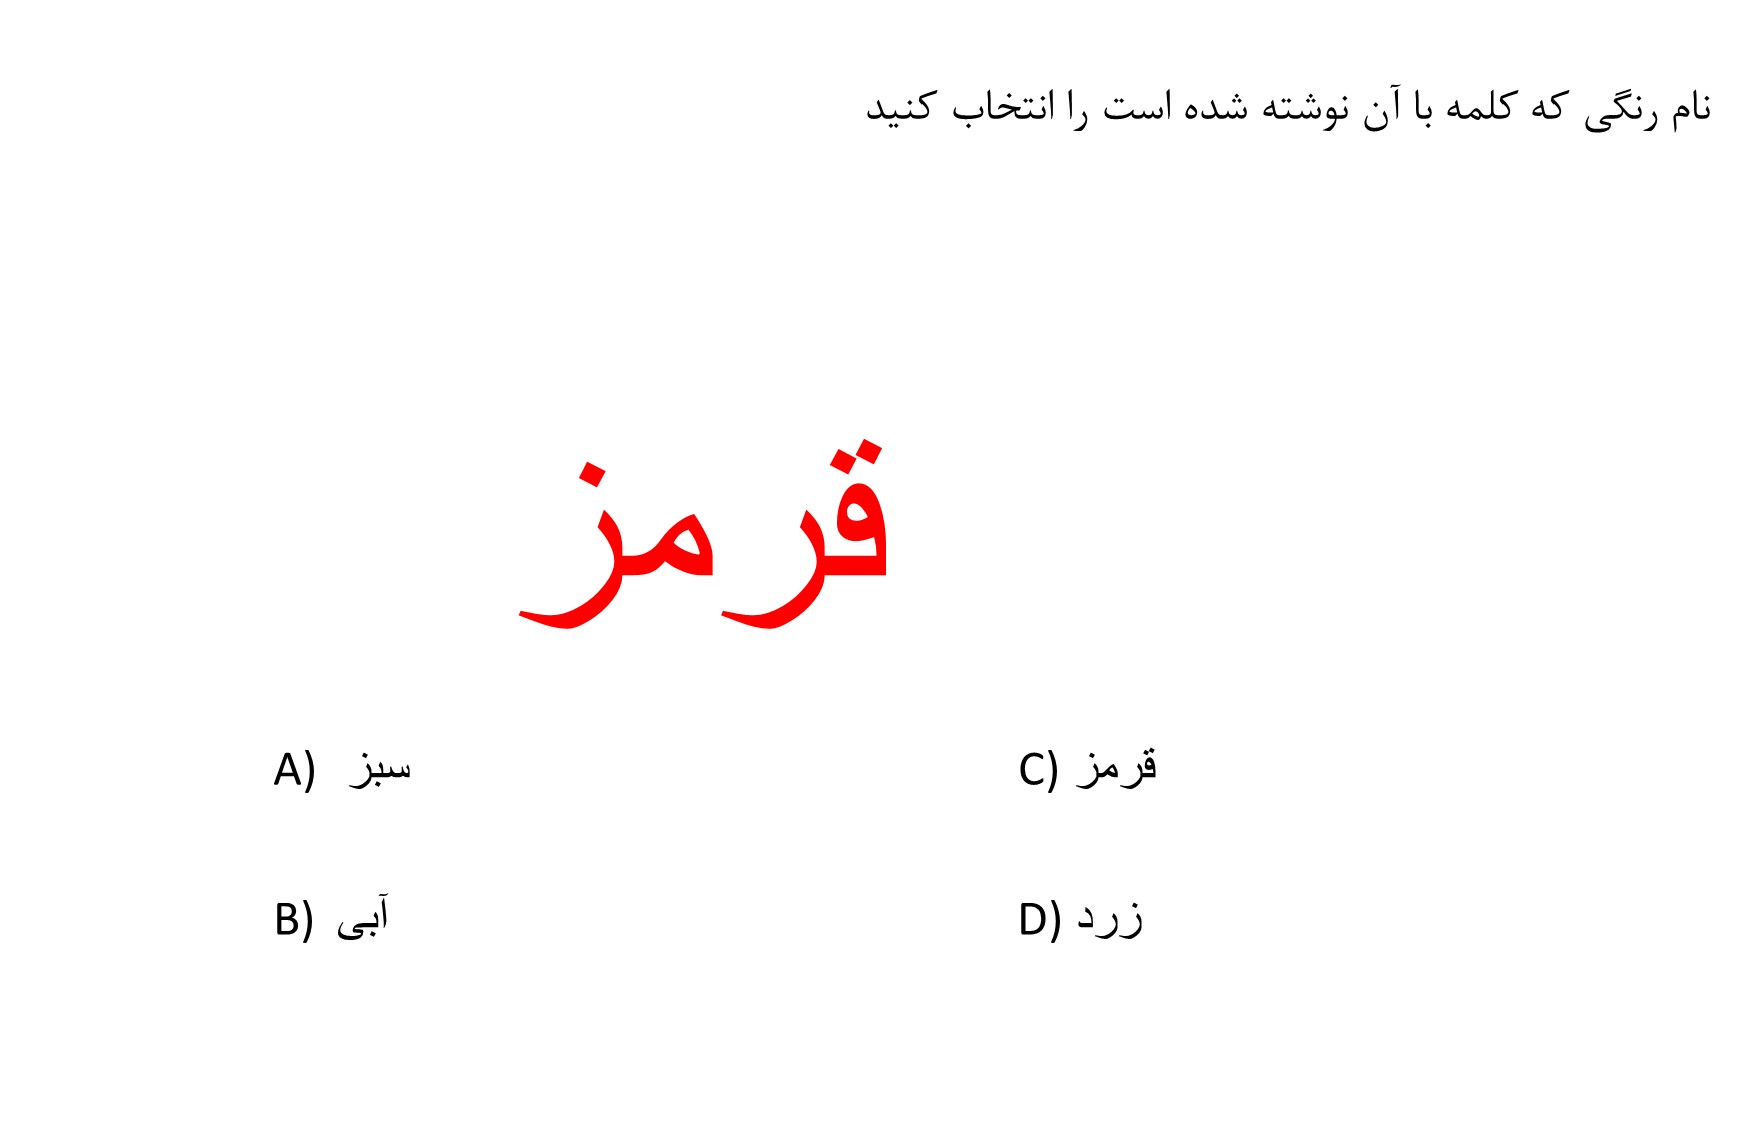 نام رنگی که کلمه با آن نوشته شده است را انتخاب کنید
قرمز
A) سبز
C) قرمز
B) آبی
D) زرد